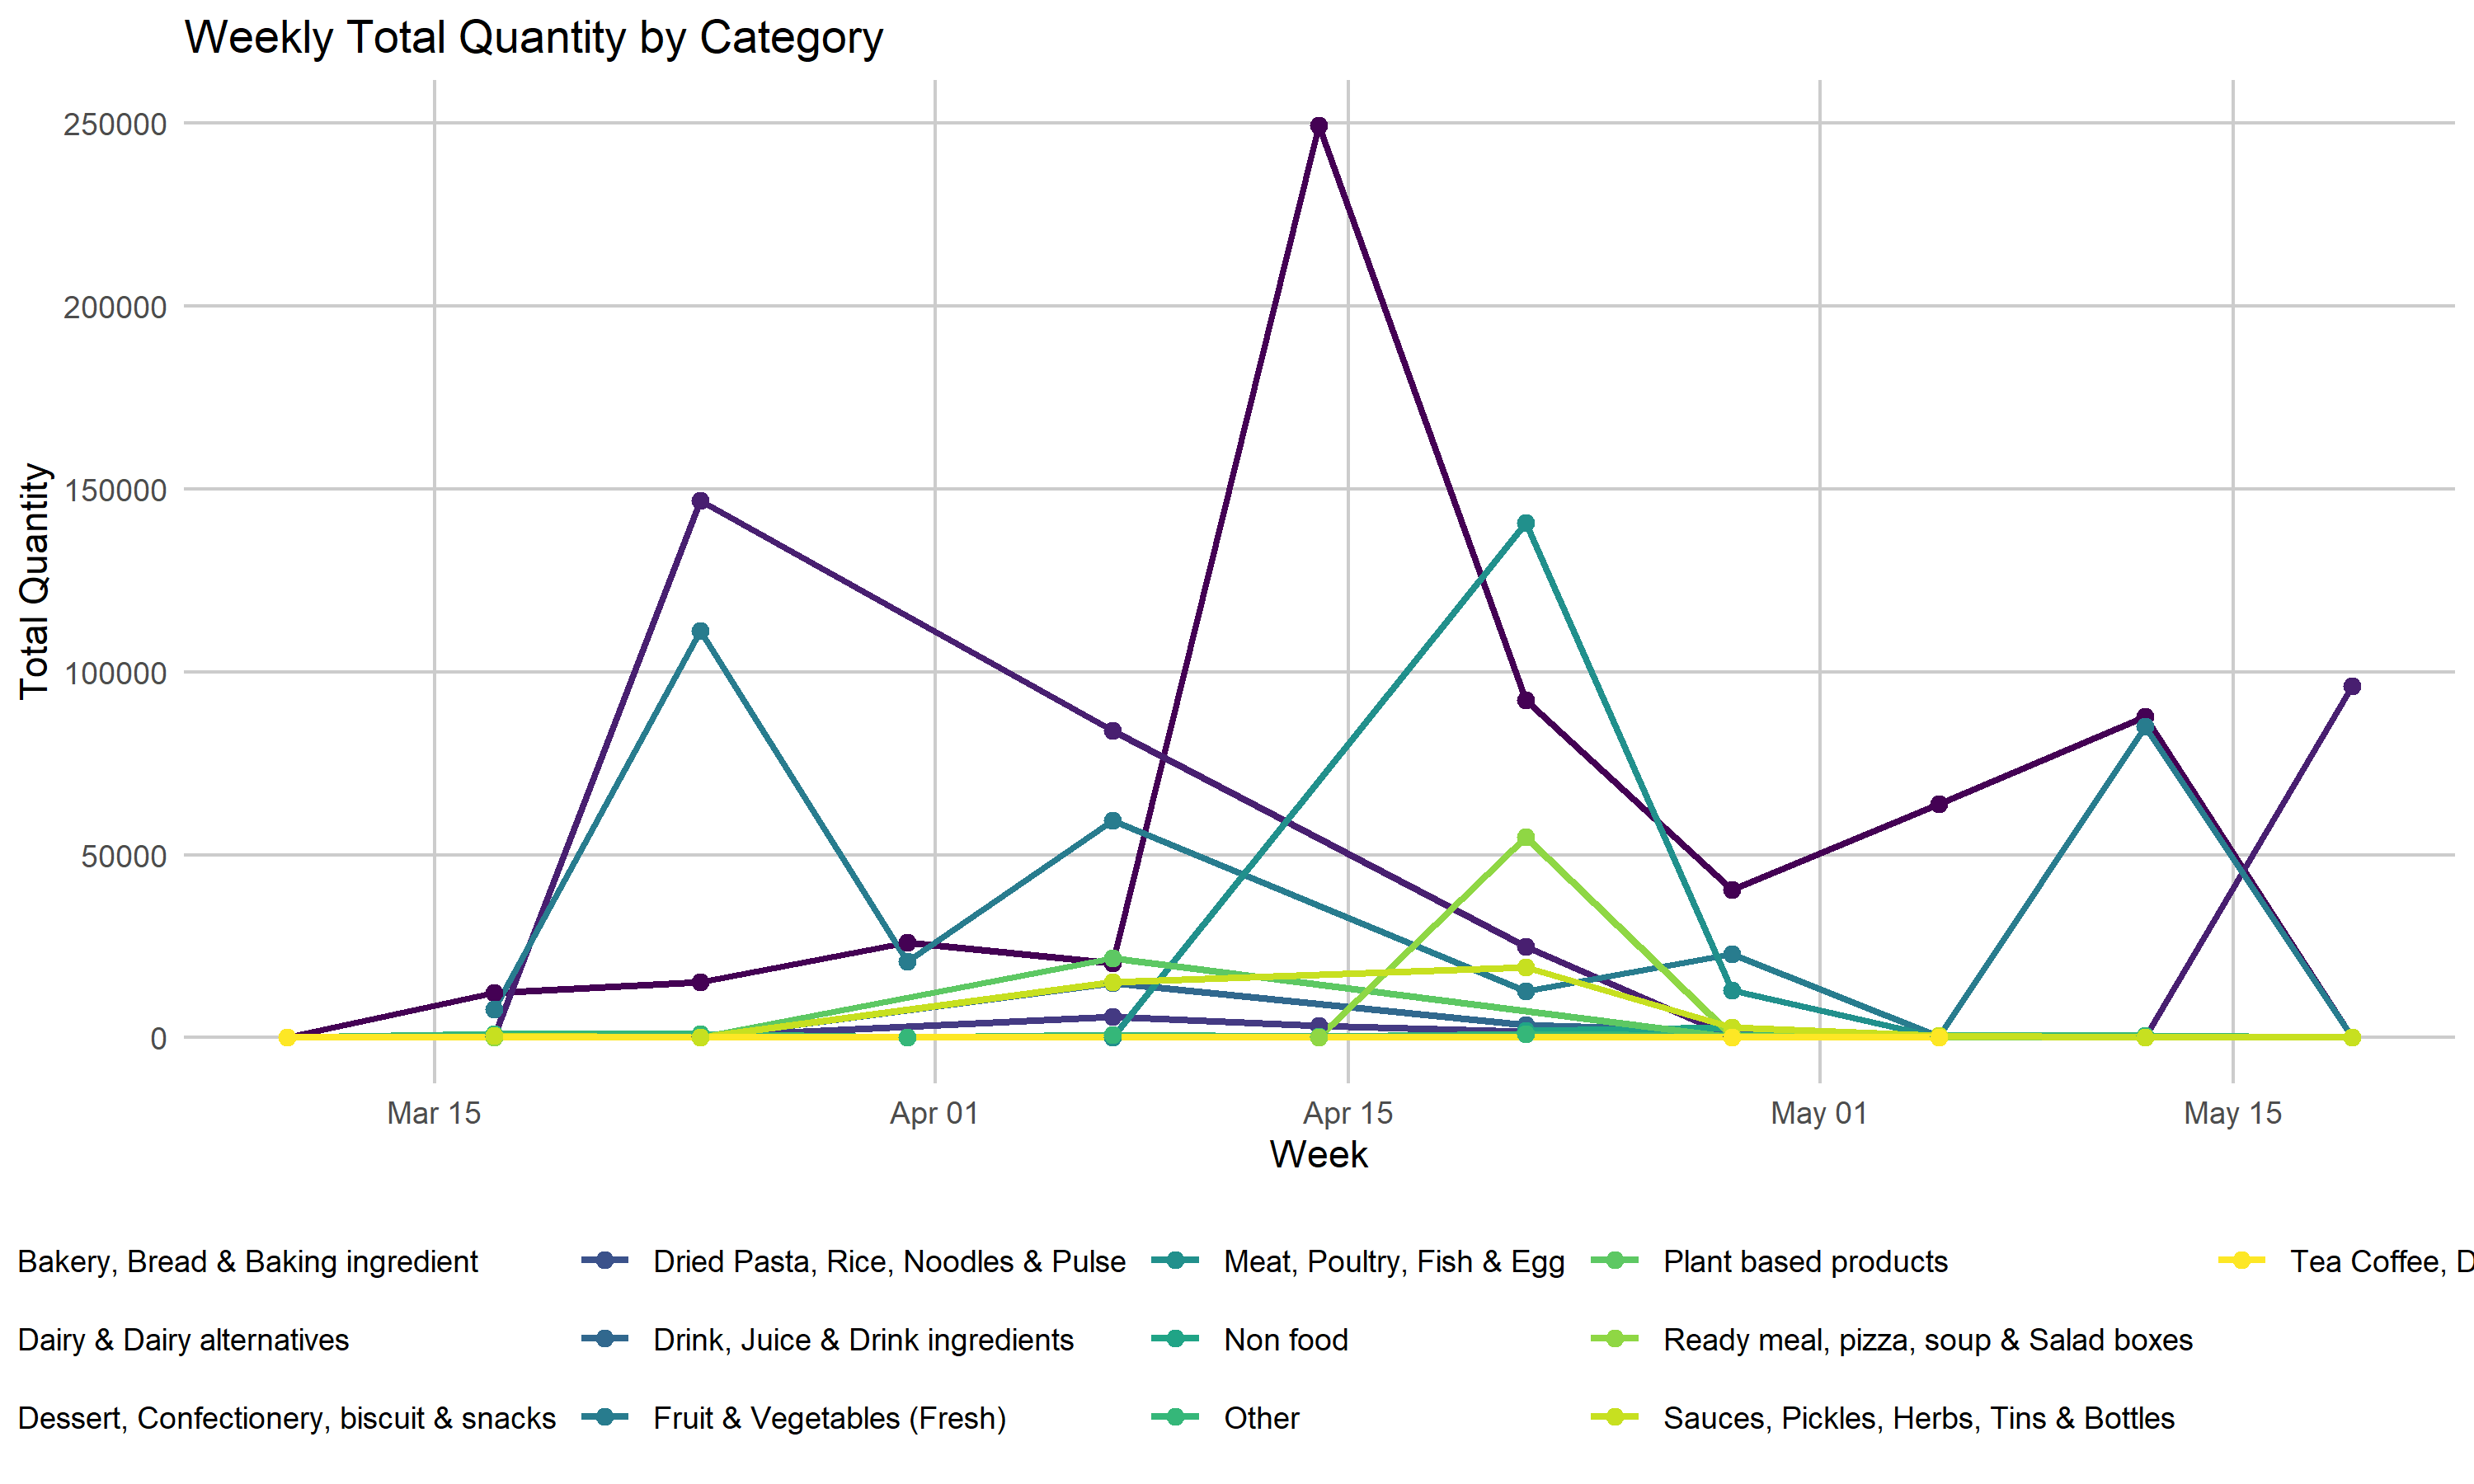 Weekly Total Quantity by Category
250000
200000
150000
100000
50000
0
Total Quantity
Mar 15
Apr 01
Apr 15
May 01
May 15
Week
Bakery, Bread & Baking ingredient
Dried Pasta, Rice, Noodles & Pulse
Meat, Poultry, Fish & Egg
Plant based products
Tea Coffee, D
Dairy & Dairy alternatives
Drink, Juice & Drink ingredients
Non food
Ready meal, pizza, soup & Salad boxes
Dessert, Confectionery, biscuit & snacks
Fruit & Vegetables (Fresh)
Other
Sauces, Pickles, Herbs, Tins & Bottles